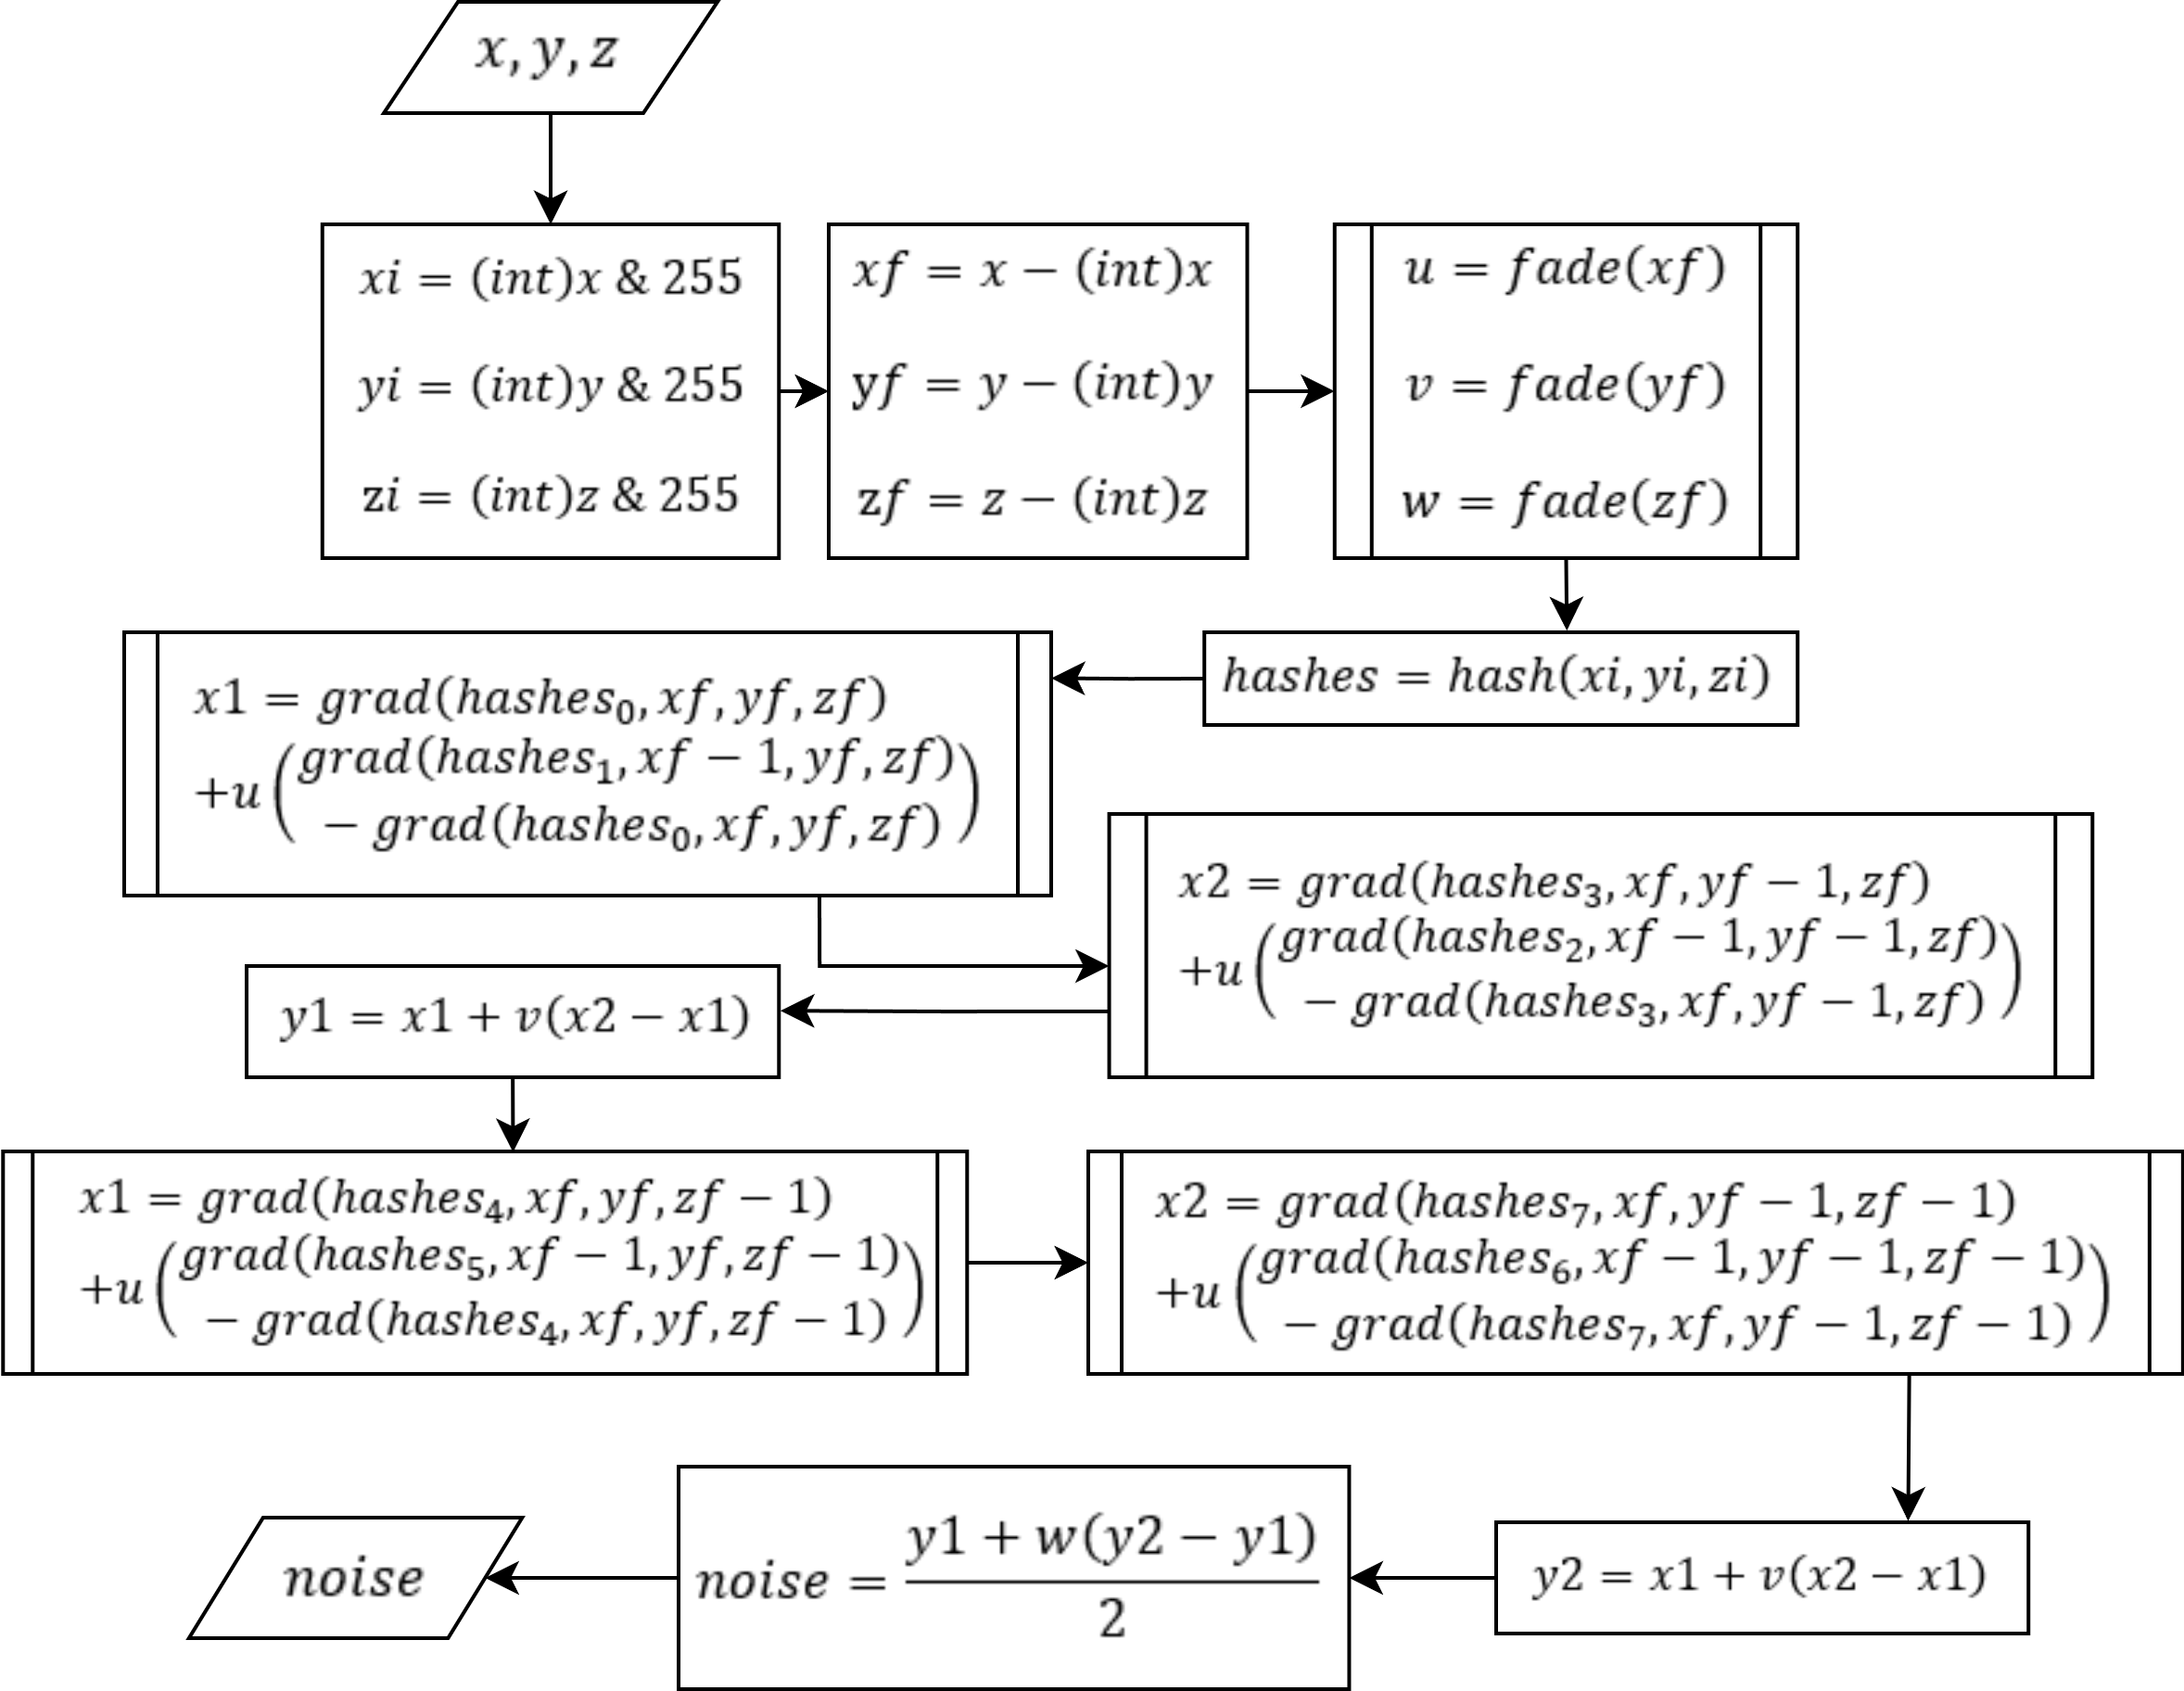 x, y, z
xi = (int)x & 255
yi = (int)y & 255
zi = (int)z & 255
xf = x − (int)x
yf = y − (int)y
zf = z − (int)z
u = fade(xf)
v = fade(yf)
w = fade(zf)
hashes = hash(xi, yi, zi)
x1 = grad(hashes₀, xf, yf, zf)
+u(grad(hashes₁, xf − 1, yf, zf)
− grad(hashes₀, xf, yf, zf))
x2 = grad(hashes₃, xf, yf − 1, zf)
+u(grad(hashes₂, xf − 1, yf − 1, zf)
− grad(hashes₃, xf, yf − 1, zf))
y1 = x1 + v(x2 − x1)
x1 = grad(hashes₄, xf, yf, zf − 1)
+u(grad(hashes₅, xf − 1, yf, zf − 1)
− grad(hashes₄, xf, yf, zf − 1))
x2 = grad(hashes₇, xf, yf − 1, zf − 1)
+u(grad(hashes₆, xf − 1, yf − 1, zf − 1)
− grad(hashes₇, xf, yf − 1, zf − 1))
y2 = x1 + v(x2 − x1)
noise = y1 + w(y2 − y1)
2
noise